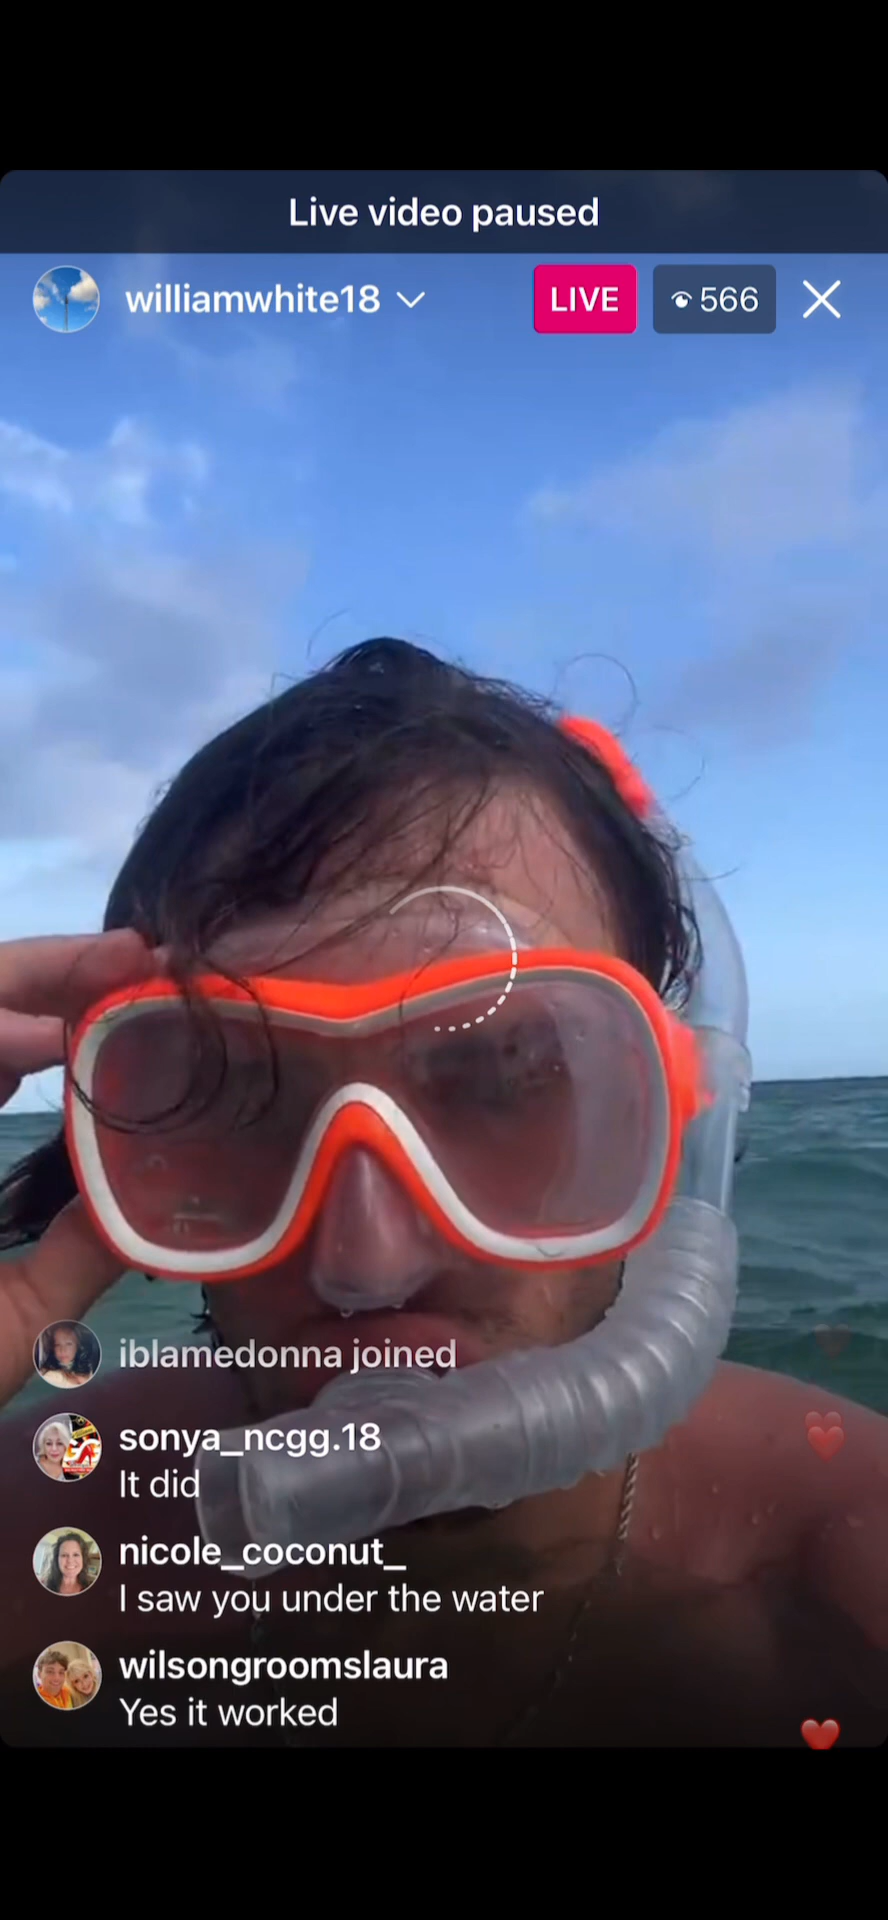 Live video paused
williamwhite18
LIVE
566
iblamedonna joined
sonya_ncgg.18
It did
nicole_coconut_
I saw you under the water
wilsongroomslaura
Yes it worked